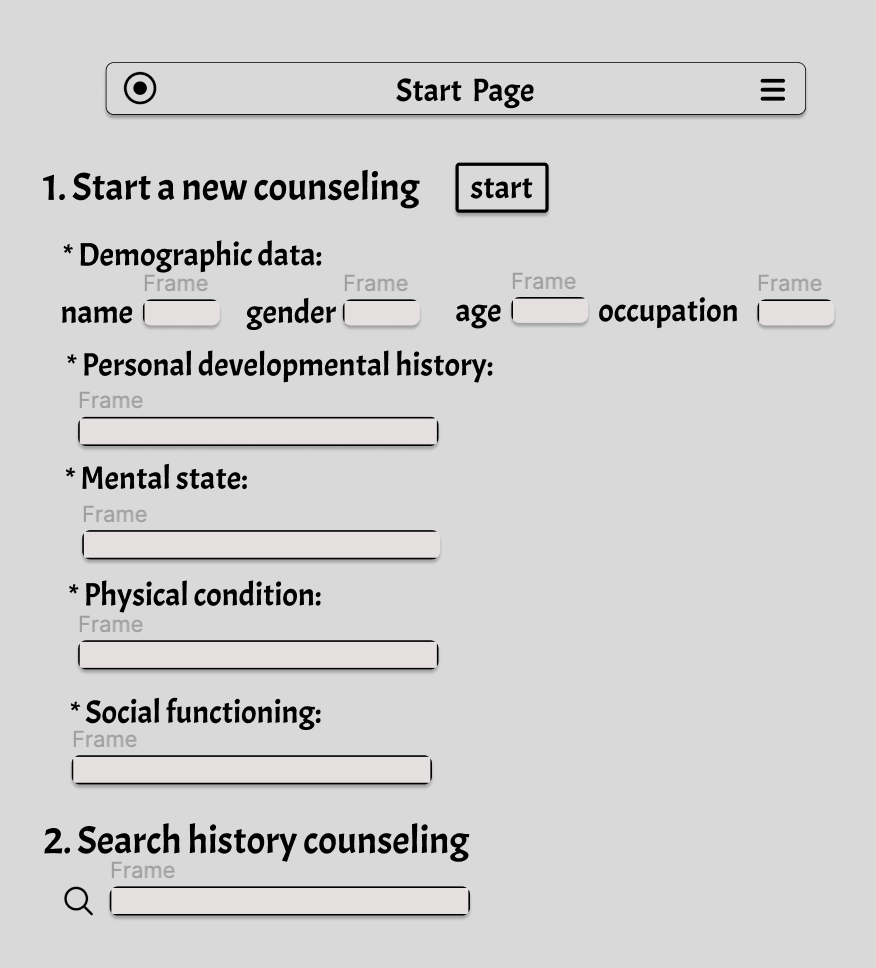 Start Page
1. Start a new counseling start
* Demographic data:
Frame Frame Frame Frame
name gender age occupation
* Personal developmental history:
Frame
* Mental state:
Frame
* Physical condition:
Frame
* Social functioning:
Frame
2. Search history counseling
Frame